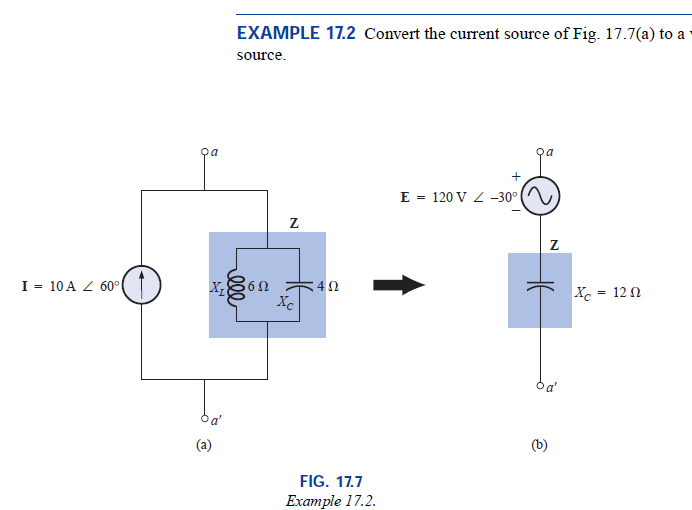 EXAMPLE 17.2 Convert the current source of Fig. 17.7(a) to a
source.
a
a
+
E = 120 V ∠ –30°
–
Z
Z
I = 10 A ∠ 60°
X_L
6 Ω
X_C
4 Ω
X_C = 12 Ω
a'
a'
(a)
(b)
FIG. 17.7
Example 17.2.